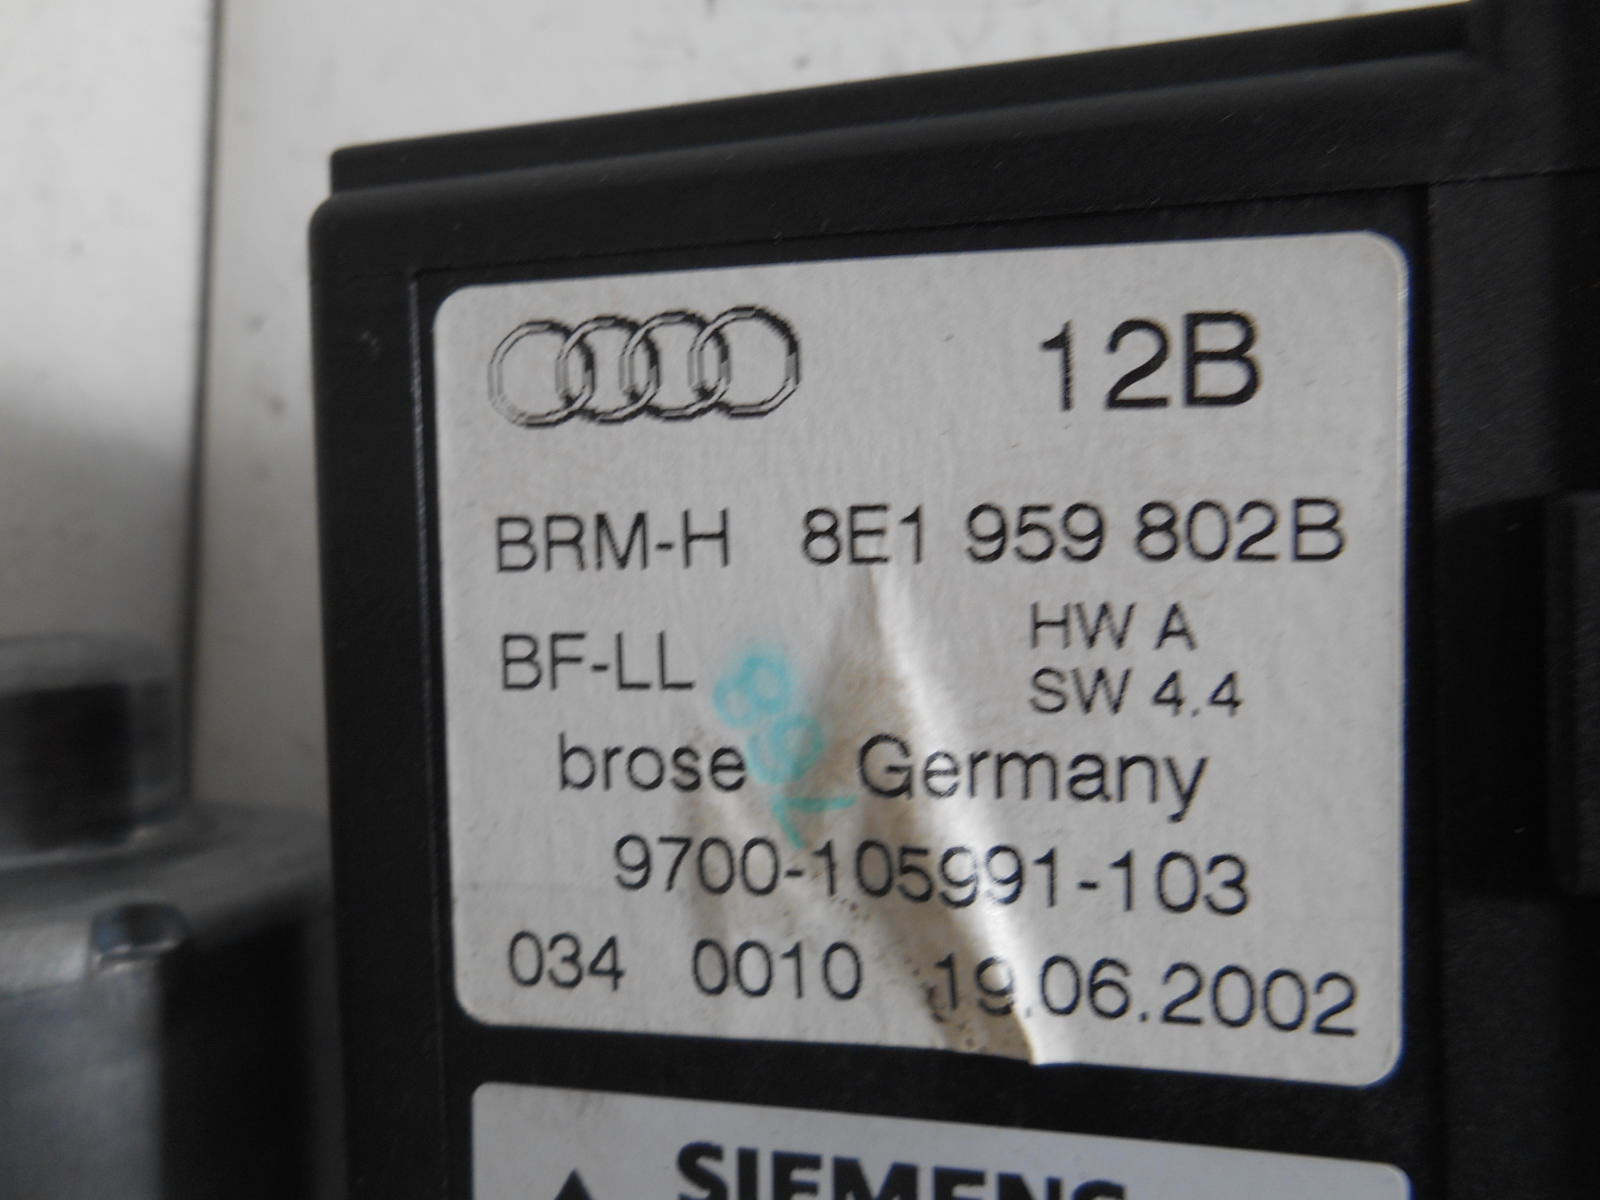 12B
BRM-H 8E1 959 802B
HW A
BF-LL
SW 4.4
brose Germany
9700-105991-103
034 0010 19.06.2002
SIEMENS